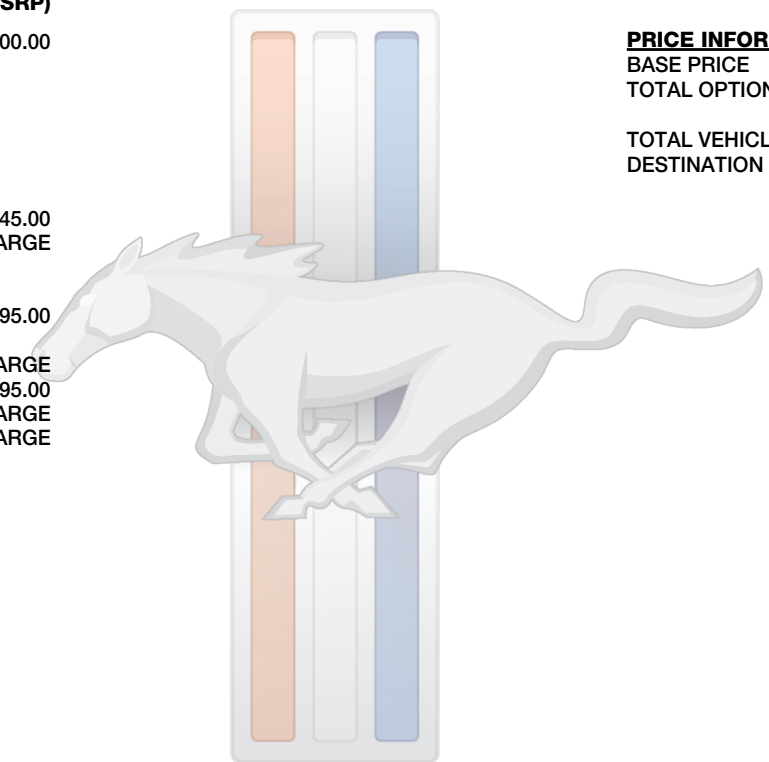 SRP)
00.00
45.00
ARGE
95.00
ARGE
95.00
ARGE
ARGE
PRICE INFOR
BASE PRICE
TOTAL OPTION
TOTAL VEHICL
DESTINATION